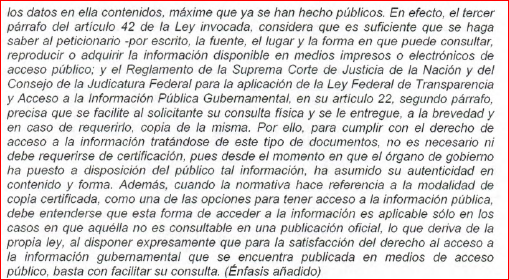 los datos en ella contenidos, máxime que ya se han hecho públicos. En efecto, el tercer
párrafo del artículo 42 de la Ley invocada, considera que es suficiente que se haga
saber al peticionario -por escrito, la fuente, el lugar y la forma en que puede consultar,
reproducir o adquirir la información disponible en medios impresos o electrónicos de
acceso público; y el Reglamento de la Suprema Corte de Justicia de la Nación y del
Consejo de la Judicatura Federal para la aplicación de la Ley Federal de Transparencia
y Acceso a la Información Pública Gubernamental, en su artículo 22, segundo párrafo,
precisa que se facilite al solicitante su consulta física y se le entregue, a la brevedad y
en caso de requerirlo, copia de la misma. Por ello, para cumplir con el derecho de
acceso a la información tratándose de este tipo de documentos, no es necesario ni
debe requerirse de certificación, pues desde el momento en que el órgano de gobierno
ha puesto a disposición del público tal información, ha asumido su autenticidad en
contenido y forma. Además, cuando la normativa hace referencia a la modalidad de
copia certificada, como una de las opciones para tener acceso a la información pública,
debe entenderse que esta forma de acceder a la información es aplicable sólo en los
casos en que aquélla no es consultable en una publicación oficial, lo que deriva de la
propia ley, al disponer expresamente que para la satisfacción del derecho al acceso a
la información gubernamental que se encuentra publicada en medios de acceso
público, basta con facilitar su consulta. (Énfasis añadido)